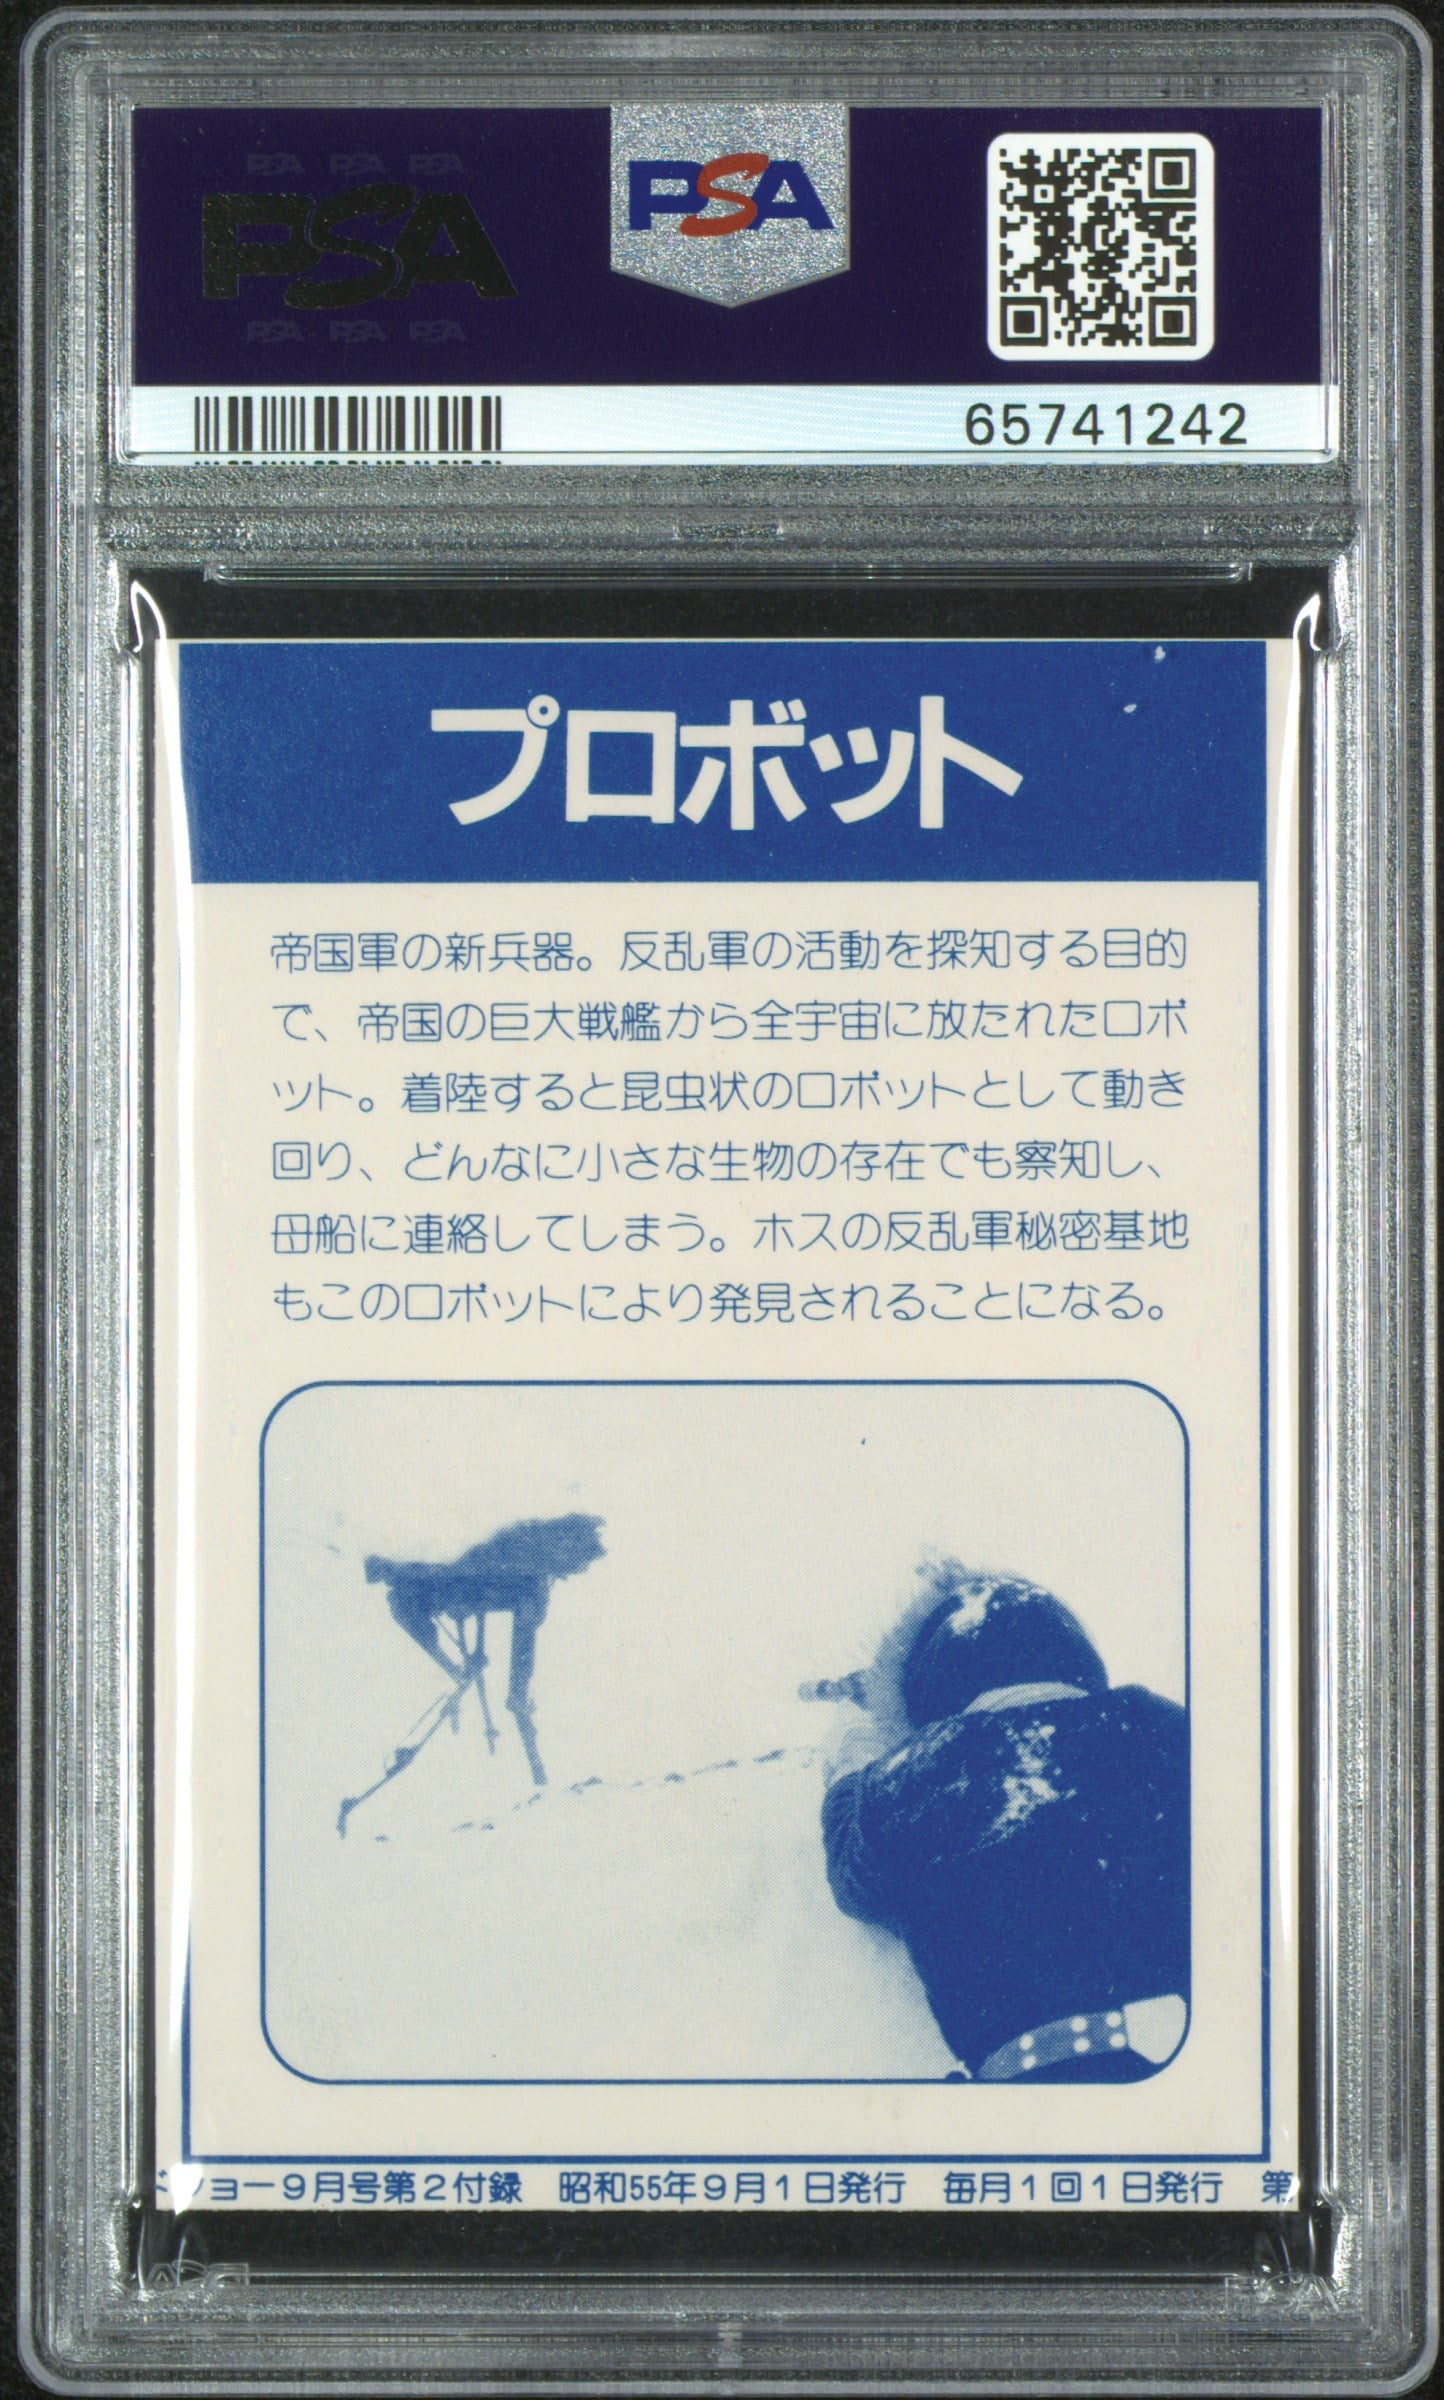 PSA PSA PSA
PSA
PSA PSA PSA
PSA
65741242
プロボット
帝国軍の新兵器。反乱軍の活動を探知する目的
で、帝国の巨大戦艦から全宇宙に放たれたロボ
ット。着陸すると昆虫状のロボットとして動き
回り、どんなに小さな生物の存在でも察知し、
母船に連絡してしまう。ホスの反乱軍秘密基地
もこのロボットにより発見されることになる。
ョー9月号第2付録 昭和55年9月1日発行 毎月1回1日発行 第